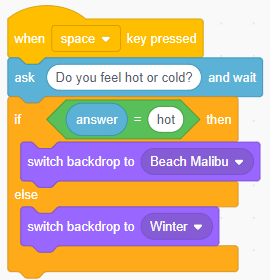 when space key pressed
ask Do you feel hot or cold? and wait
if answer = hot then
switch backdrop to Beach Malibu
else
switch backdrop to Winter